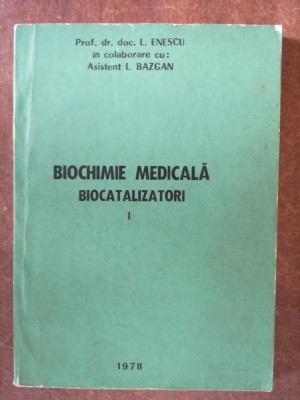 Prof. dr. doc. L. ENESCU
în colaborare cu:
Asistent L. BAZGAN
BIOCHIMIE MEDICALĂ
BIOCATALIZATORI
I
1978